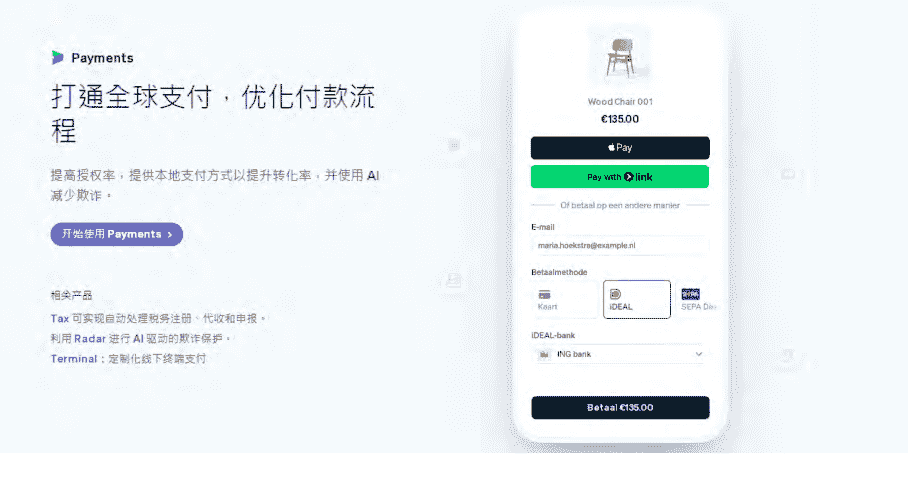 Payments
打通全球支付，优化付款流
程
提高授权率，提供本地支付方式以提升转化率，并使用 AI
减少欺诈。
开始使用 Payments
相关产品
Tax 可实现自动处理税务注册、代收和申报。
利用 Radar 进行 AI 驱动的欺诈保护。
Terminal：定制化线下终端支付
Wood Chair 001
€135.00
Pay
Pay with link
Of betaal op een andere manier
E-mail
maria.hoekstra@example.nl
Betaalmethode
Kaart
iDEAL
SEPA
iDEAL-bank
ING bank
Betaal €135.00